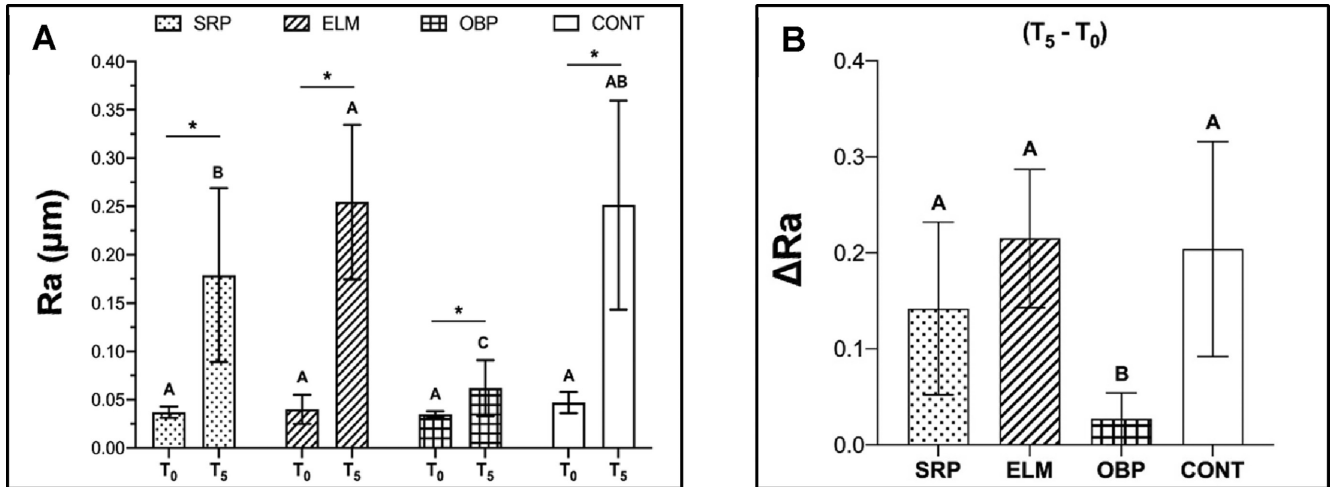 A
SRP ELM OBP CONT
Ra (µm)
0.40
0.35
0.30
0.25
0.20
0.15
0.10
0.05
0.00
* * * *
A B A A A C A AB
T0 T5 T0 T5 T0 T5 T0 T5
B
(T5 - T0)
ΔRa
0.4
0.3
0.2
0.1
0.0
A A B A
SRP ELM OBP CONT